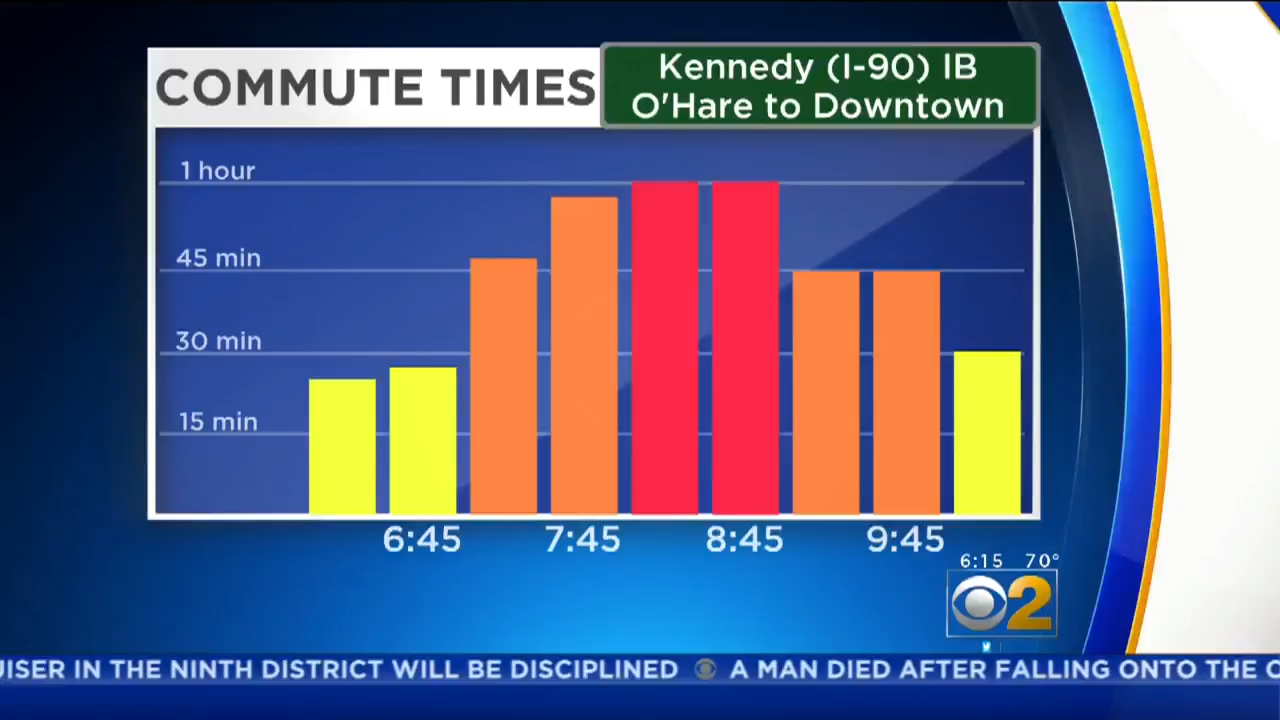 COMMUTE TIMES
Kennedy (I-90) IB
O'Hare to Downtown
1 hour
45 min
30 min
15 min
6:45 7:45 8:45 9:45
6:15 70°
2
IN THE NINTH DISTRICT WILL BE DISCIPLINED A MAN DIED AFTER FALLING ONTO THE